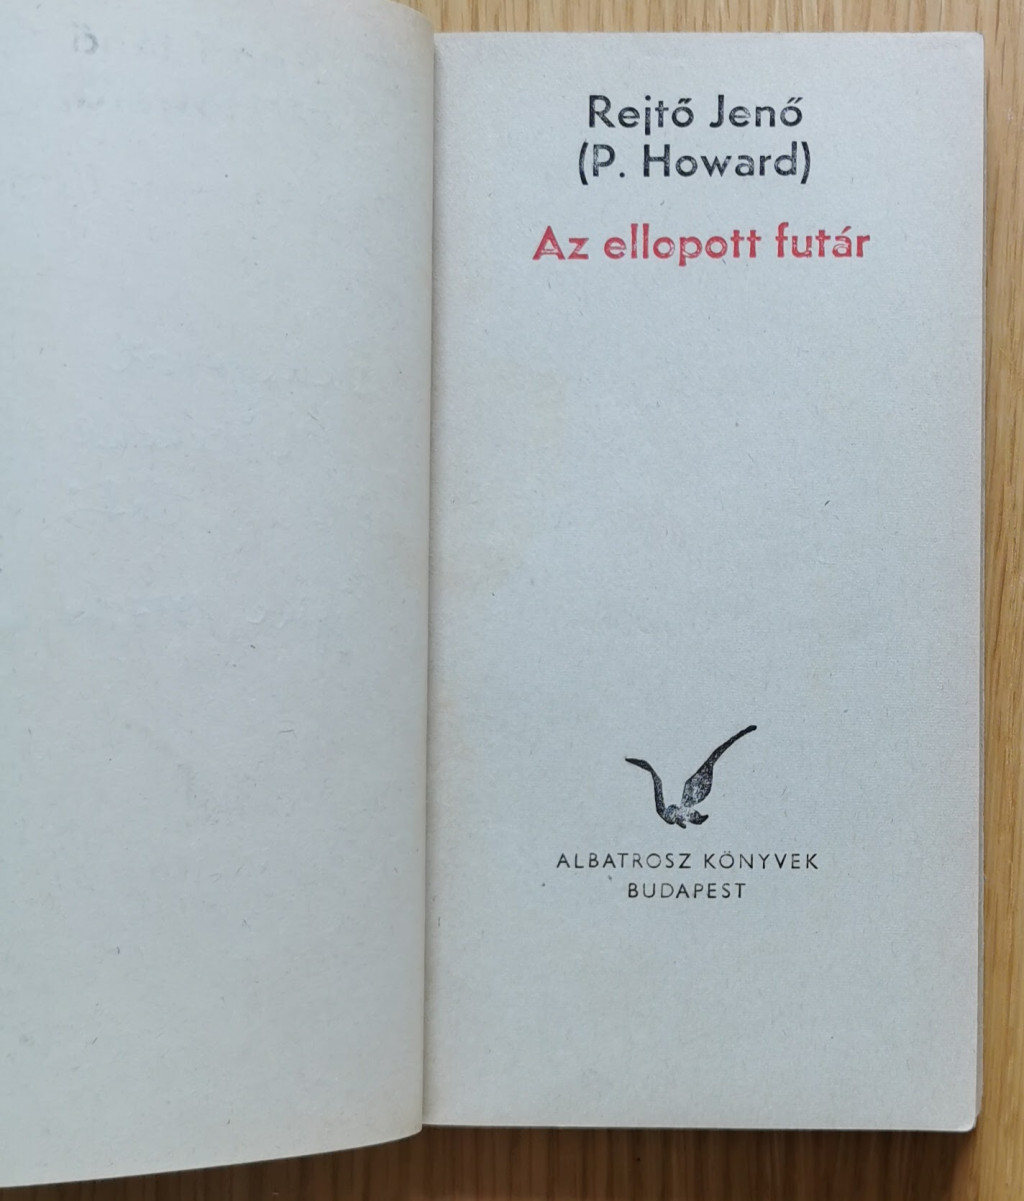 Rejtő Jenő
(P. Howard)
Az ellopott futár
ALBATROSZ KÖNYVEK
BUDAPEST